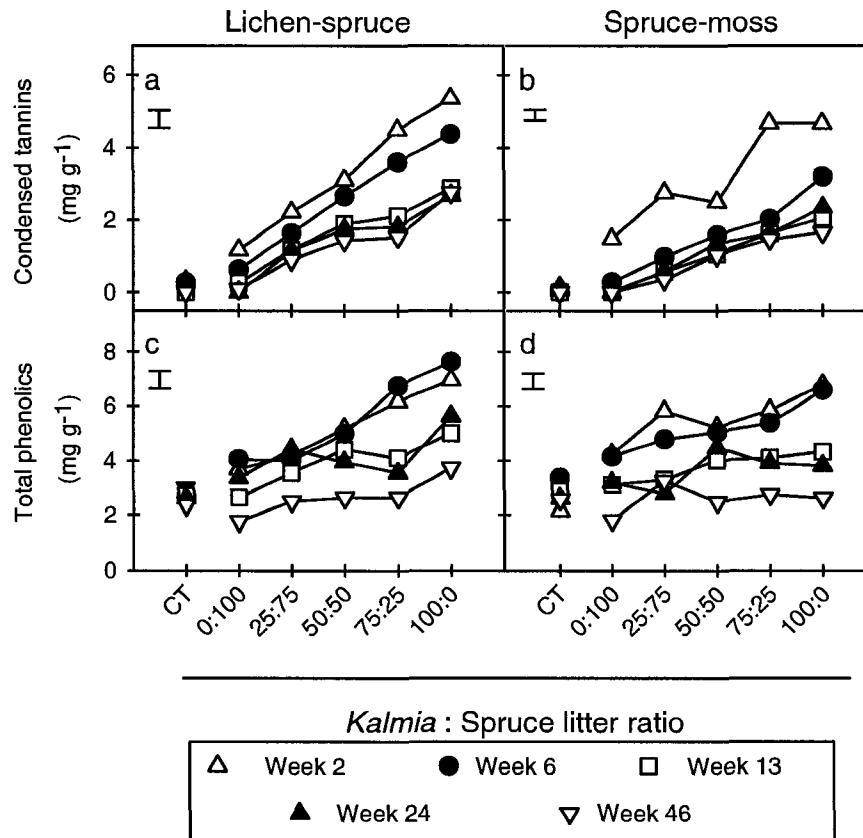 Lichen-spruce
Spruce-moss
Condensed tannins
(mg g-1)
6
4
2
0
a
b
Total phenolics
(mg g-1)
8
6
4
2
0
c
d
CT
0:100
25:75
50:50
75:25
100:0
CT
0:100
25:75
50:50
75:25
100:0
Kalmia : Spruce litter ratio
Week 2
Week 6
Week 13
Week 24
Week 46